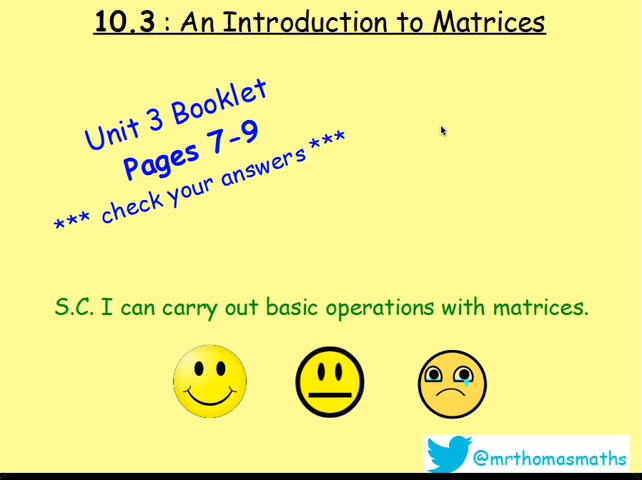 10.3 : An Introduction to Matrices
Unit 3 Booklet
Pages 7-9
*** check your answers ***
S.C. I can carry out basic operations with matrices.
@mrthomasmaths